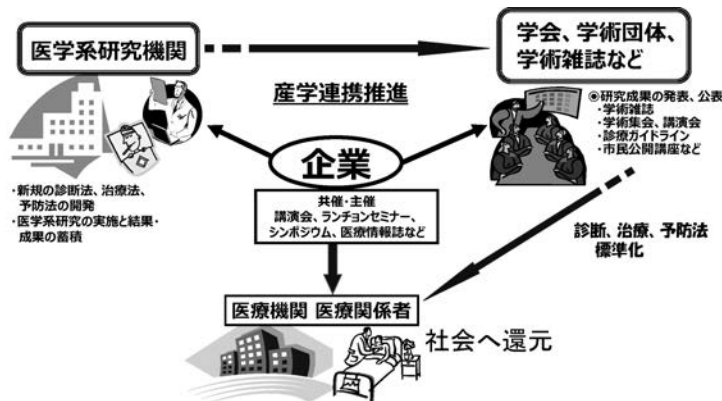 医学系研究機関
学会、学術団体、
学術雑誌など
産学連携推進
◉研究成果の発表、公表
・学術雑誌
・学術集会、講演会
・診療ガイドライン
・市民公開講座など
企業
・新規の診断法、治療法、
予防法の開発
・医学系研究の実施と結果・
成果の蓄積
共催・主催
講演会、ランチョンセミナー、
シンポジウム、医療情報誌など
診断、治療、予防法
標準化
医療機関 医療関係者
社会へ還元